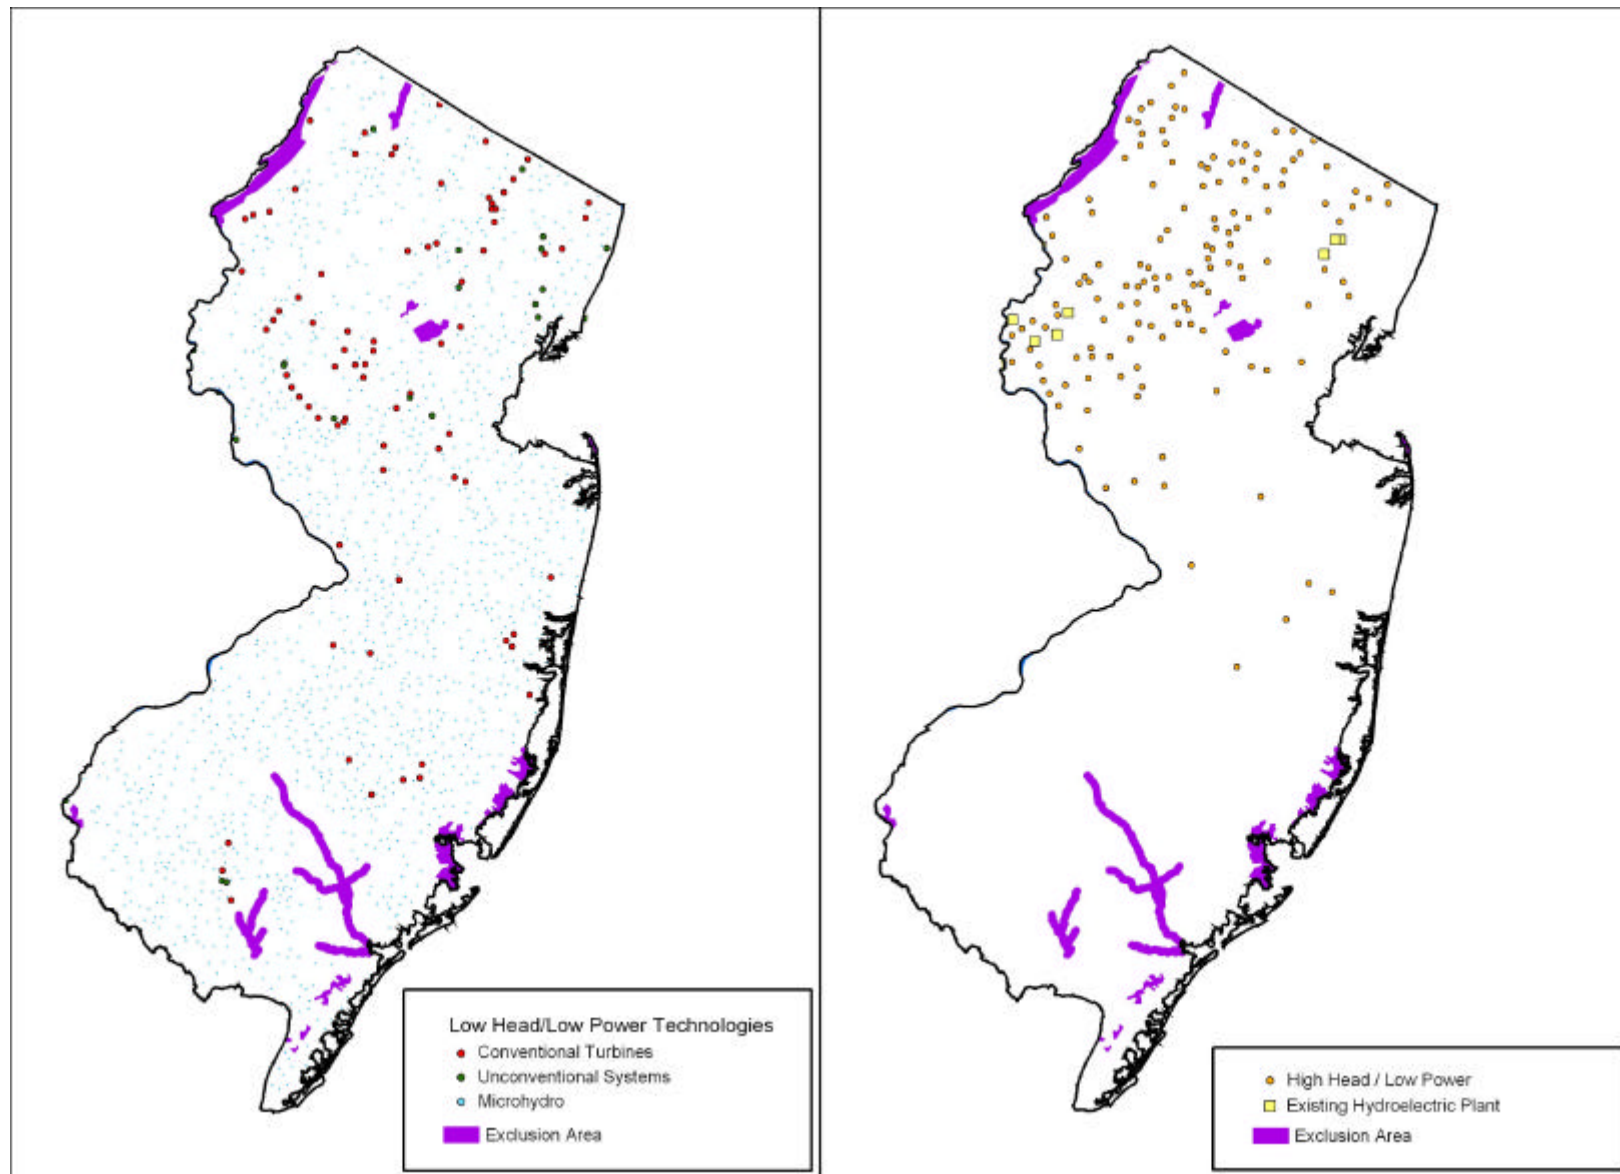 Low Head/Low Power Technologies
Conventional Turbines
Unconventional Systems
Microhydro
Exclusion Area
High Head / Low Power
Existing Hydroelectric Plant
Exclusion Area